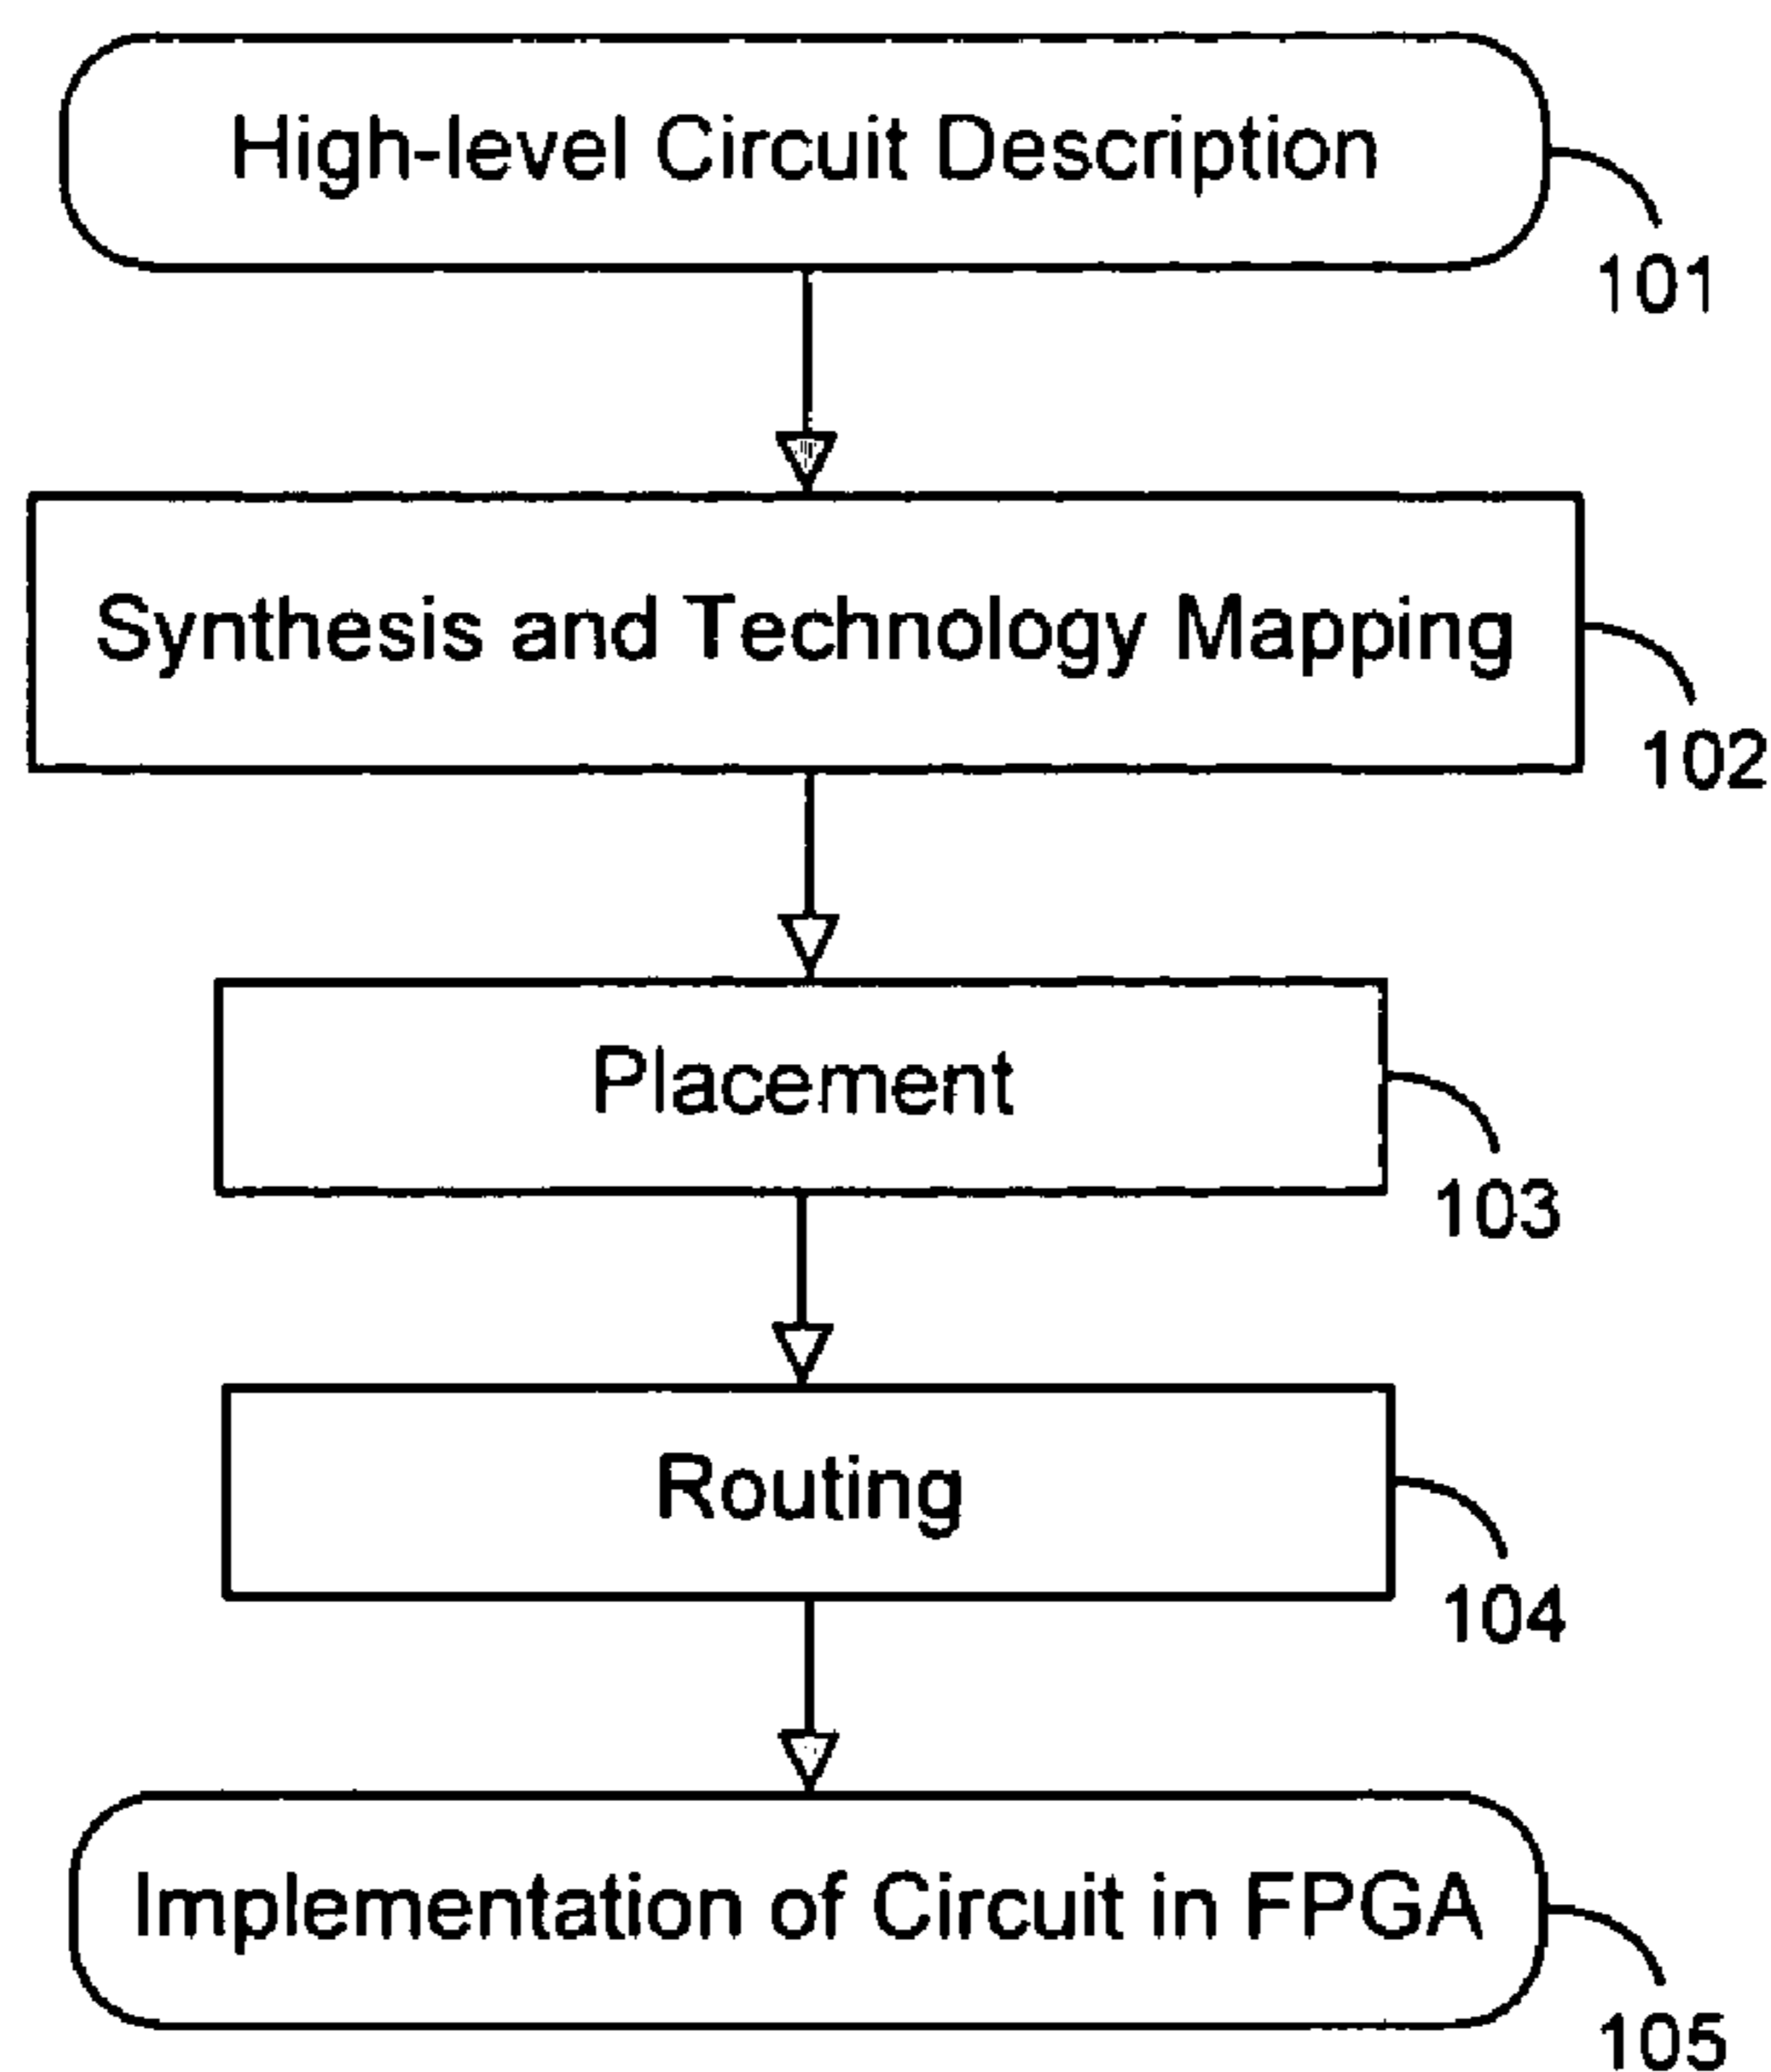 High-level Circuit Description
101
Synthesis and Technology Mapping
102
Placement
103
Routing
104
Implementation of Circuit in FPGA
105